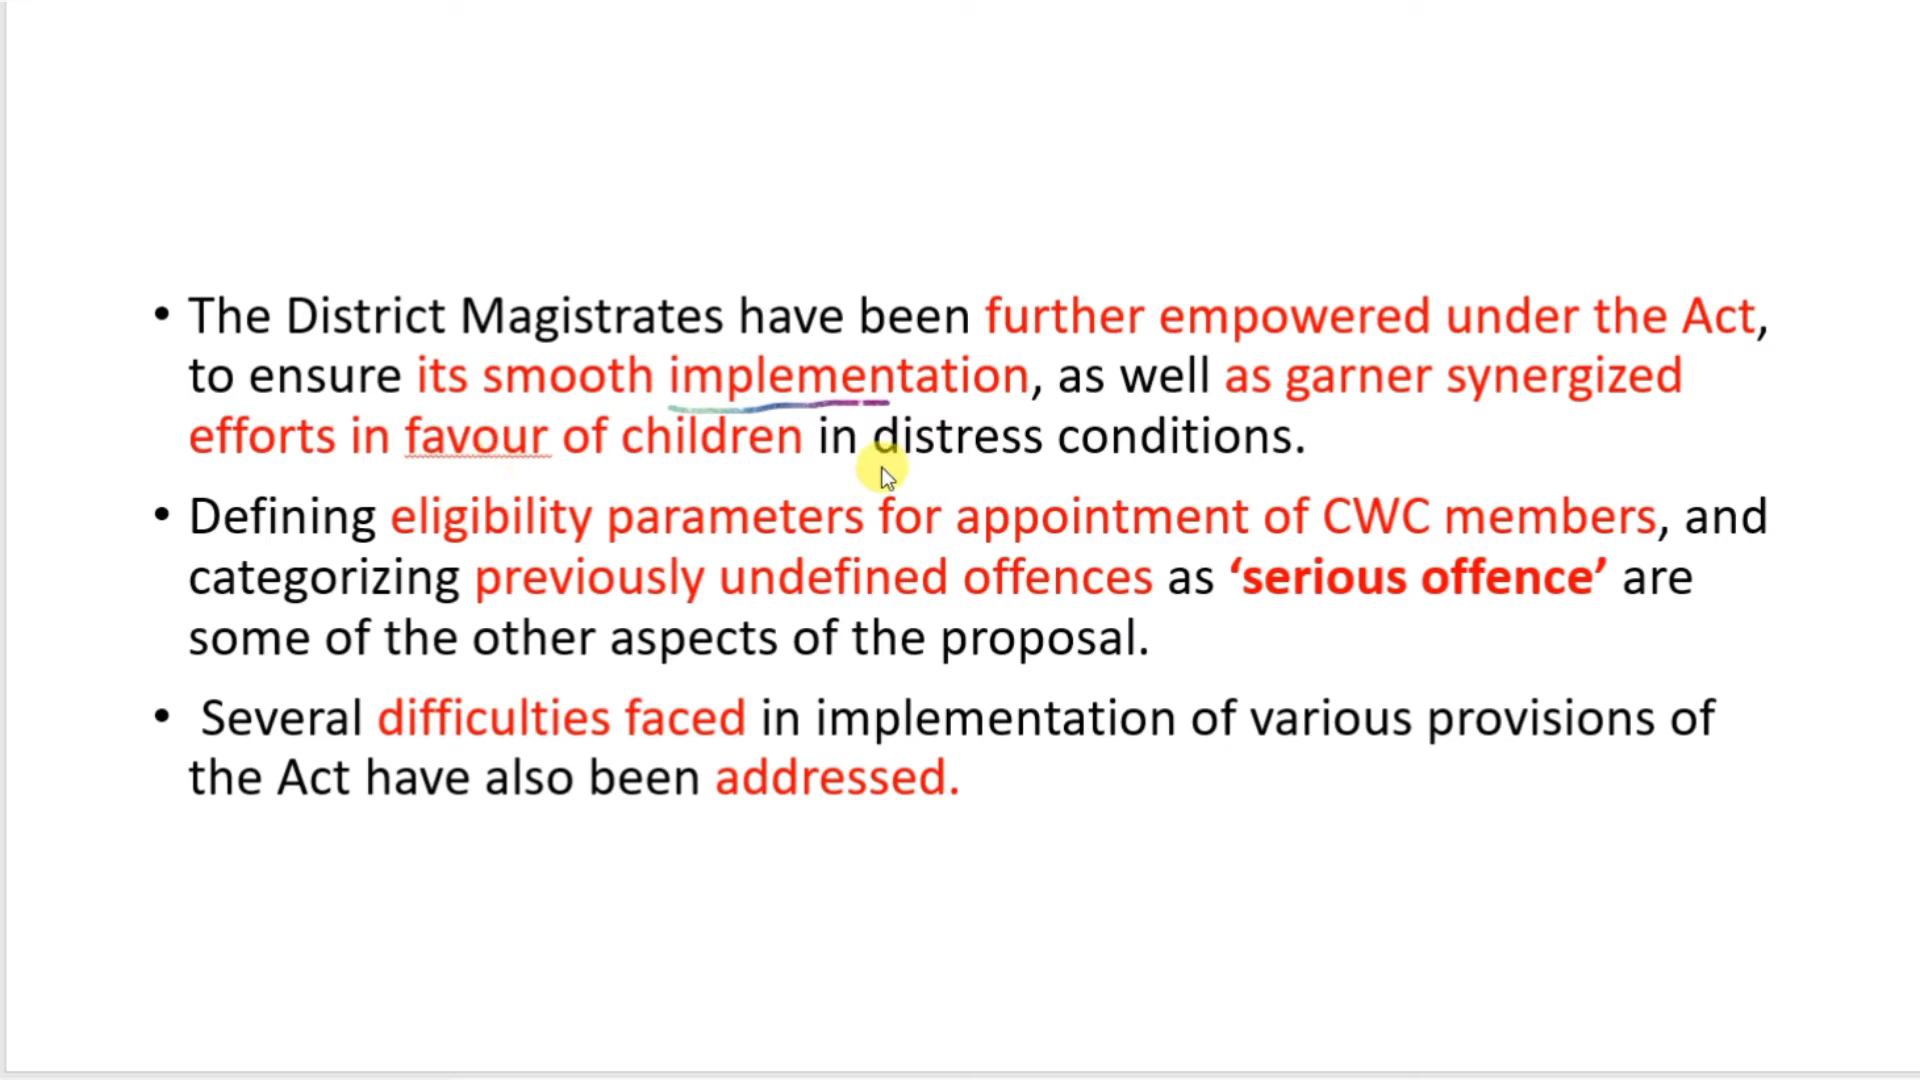 • The District Magistrates have been further empowered under the Act,
to ensure its smooth implementation, as well as garner synergized
efforts in favour of children in distress conditions.
• Defining eligibility parameters for appointment of CWC members, and
categorizing previously undefined offences as ‘serious offence’ are
some of the other aspects of the proposal.
• Several difficulties faced in implementation of various provisions of
the Act have also been addressed.